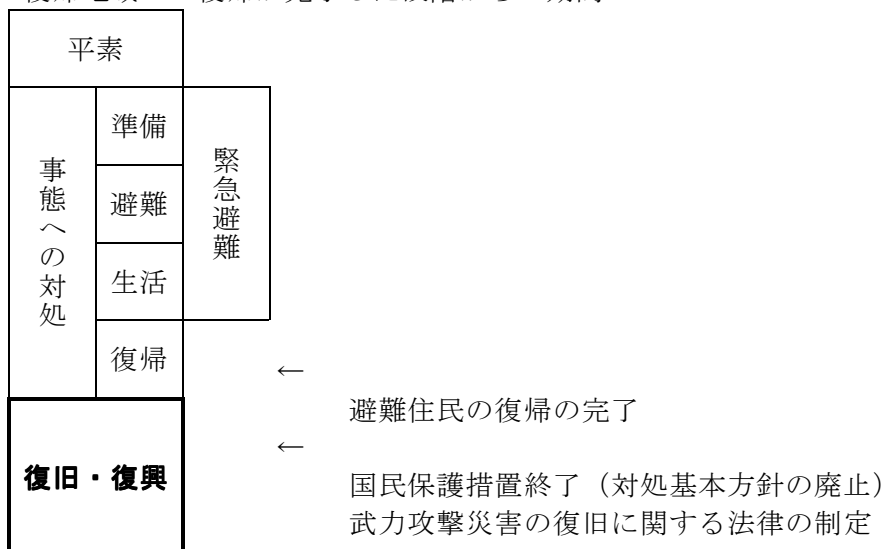 平素
事態への対処
準備
避難
生活
復帰
緊急避難
←
避難住民の復帰の完了
←
復旧・復興
国民保護措置終了（対処基本方針の廃止）
武力攻撃災害の復旧に関する法律の制定